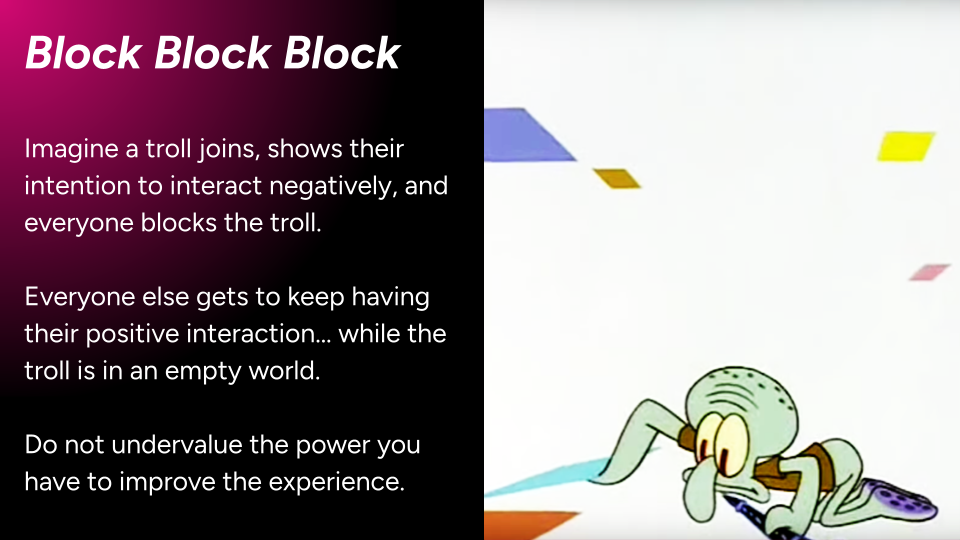 Block Block Block
Imagine a troll joins, shows their
intention to interact negatively, and
everyone blocks the troll.
Everyone else gets to keep having
their positive interaction... while the
troll is in an empty world.
Do not undervalue the power you
have to improve the experience.